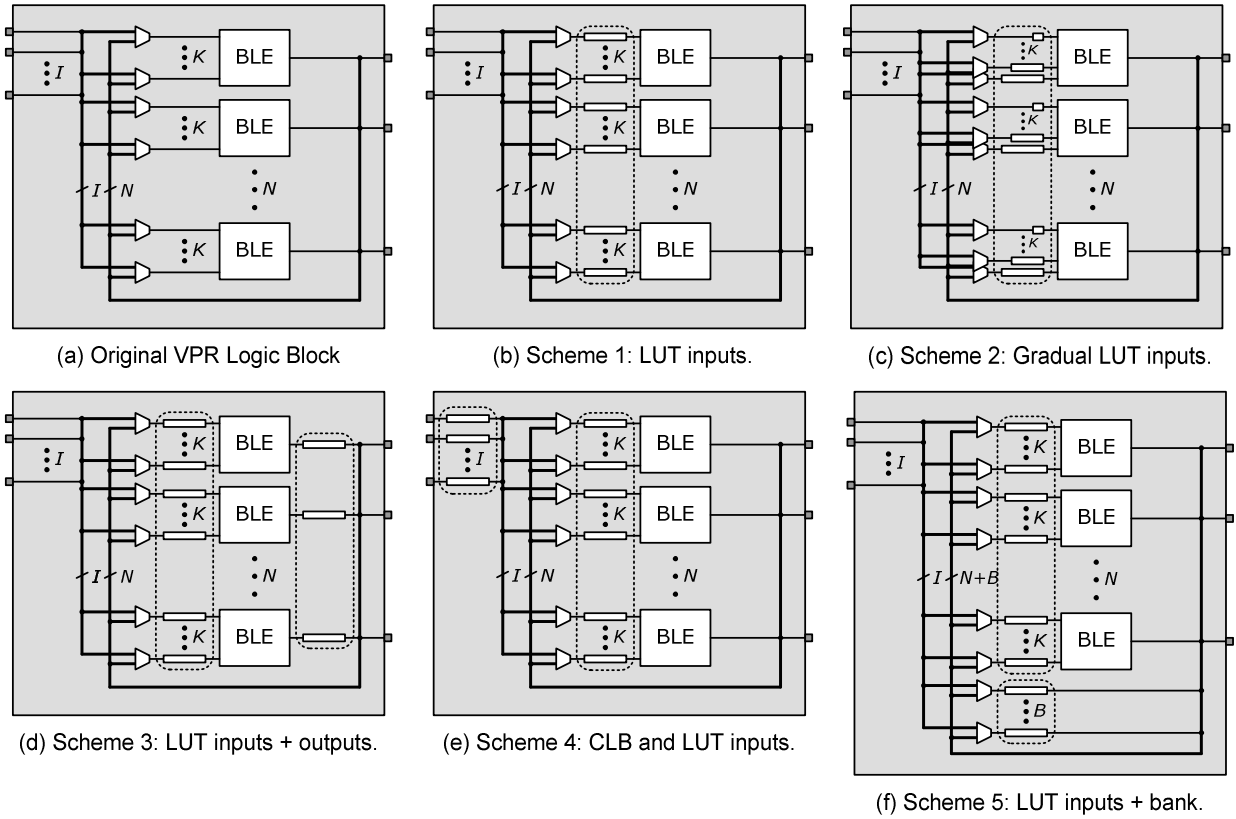 I
K
BLE
K
BLE
I N
N
K
BLE
(a) Original VPR Logic Block
I
K
BLE
K
BLE
I N
N
K
BLE
(b) Scheme 1: LUT inputs.
I
K
BLE
K
BLE
I N
N
K
BLE
(c) Scheme 2: Gradual LUT inputs.
I
K
BLE
K
BLE
I N
N
K
BLE
(d) Scheme 3: LUT inputs + outputs.
I
K
BLE
K
BLE
I N
N
K
BLE
(e) Scheme 4: CLB and LUT inputs.
I
K
BLE
K
BLE
I N+B
N
K
BLE
B
(f) Scheme 5: LUT inputs + bank.